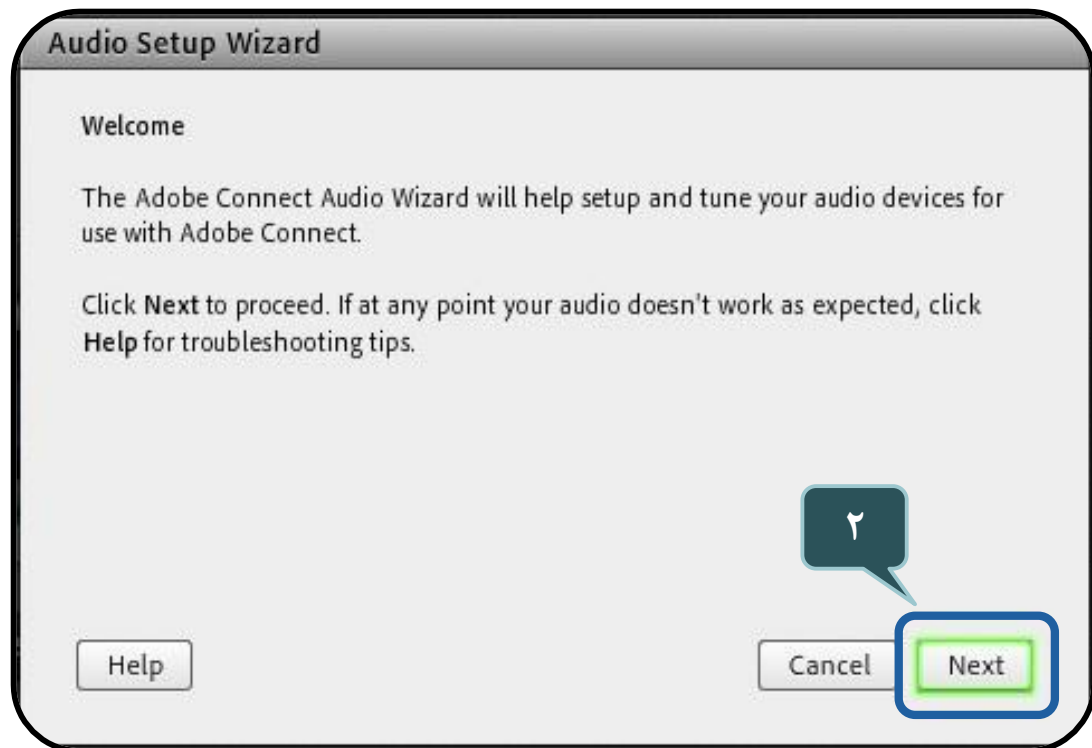 Audio Setup Wizard
Welcome
The Adobe Connect Audio Wizard will help setup and tune your audio devices for
use with Adobe Connect.
Click Next to proceed. If at any point your audio doesn't work as expected, click
Help for troubleshooting tips.
۲
Help Cancel Next